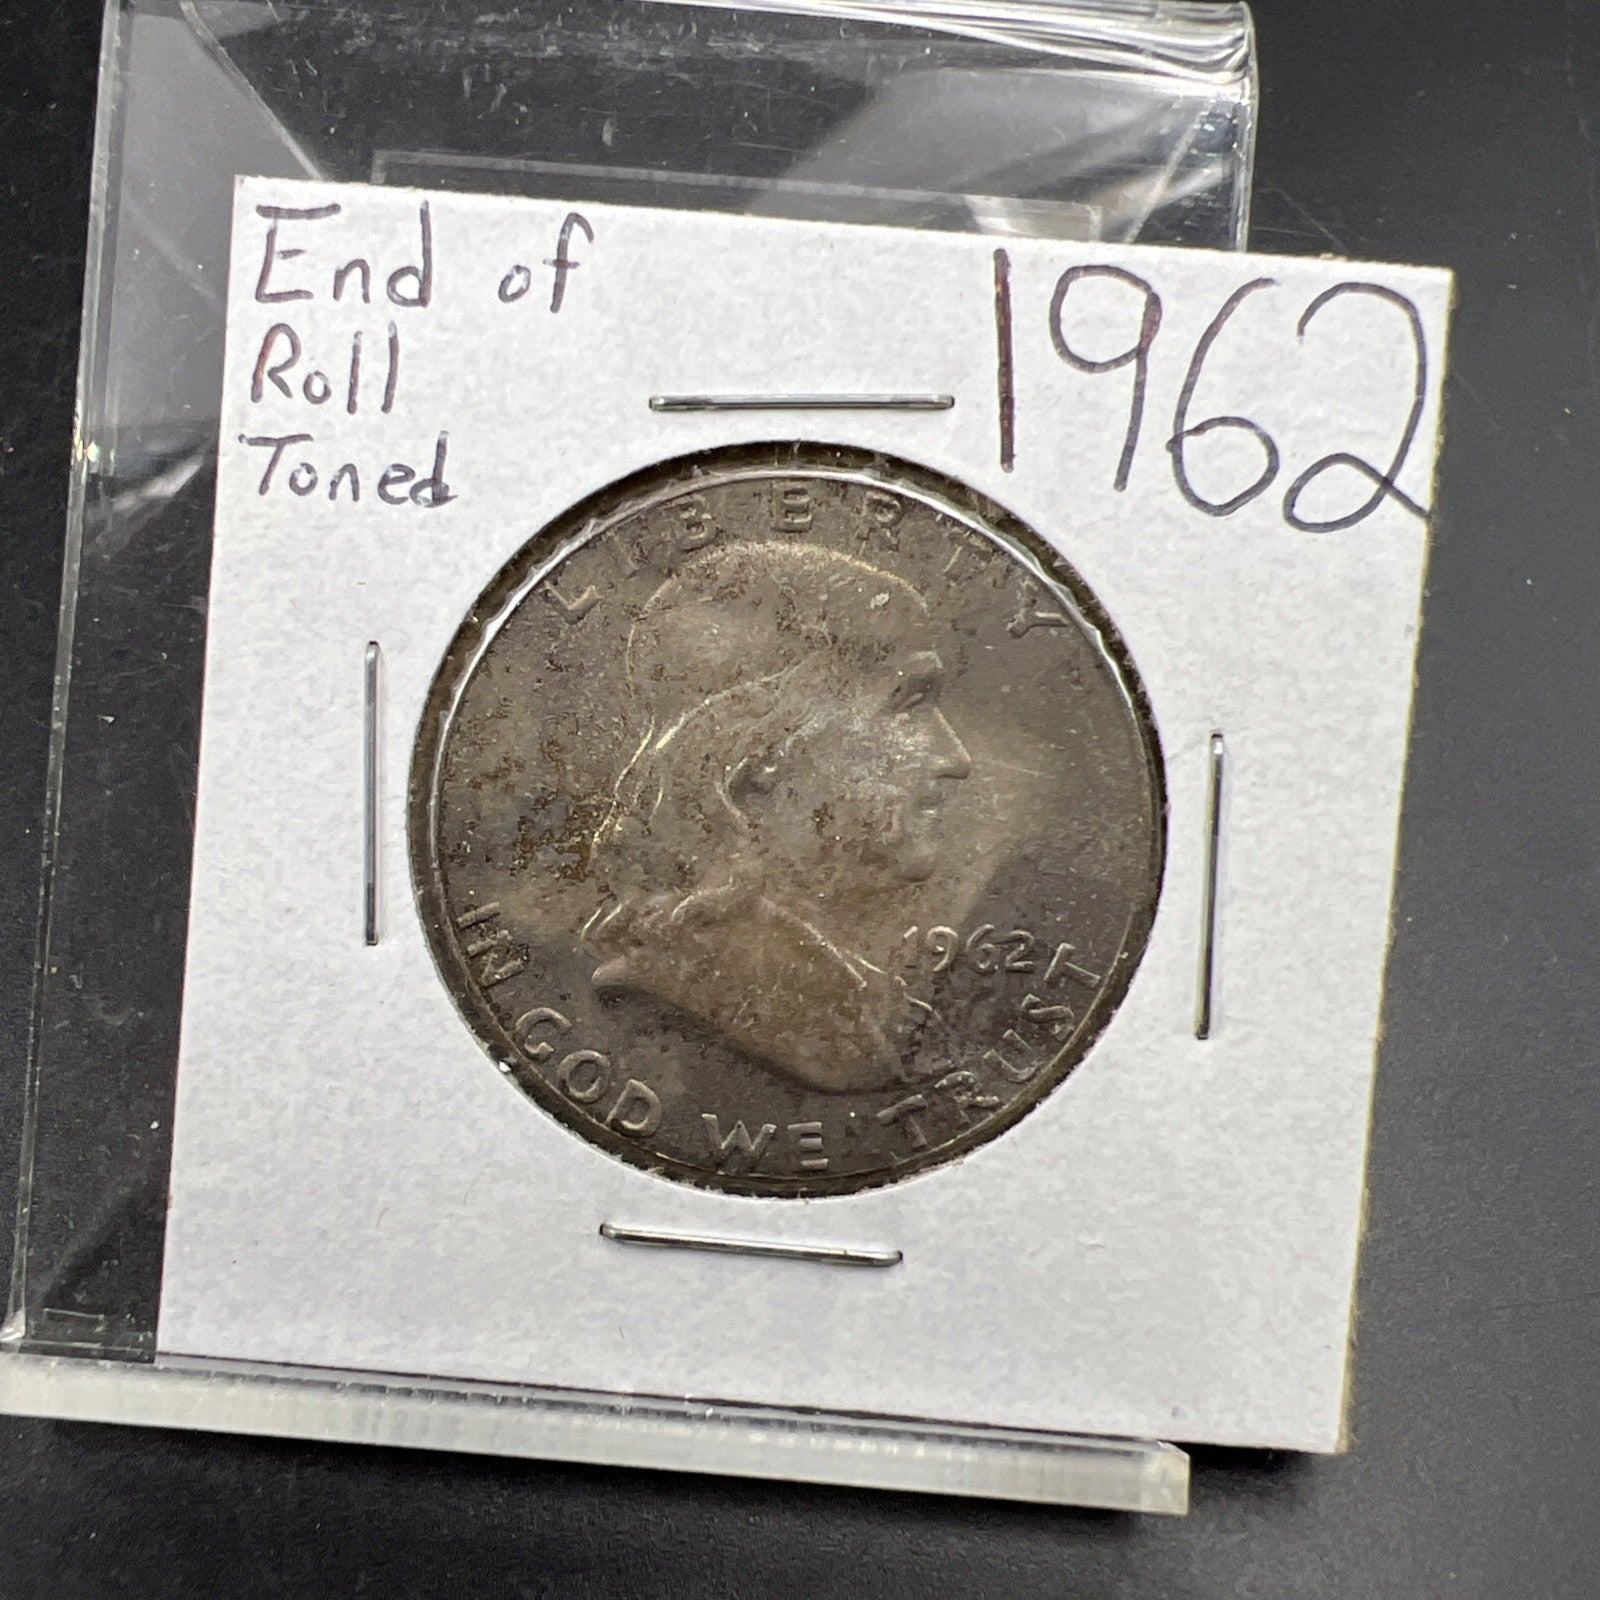 End of
Roll
Toned
1962
LIBERTY
1962
IN GOD WE TRUST